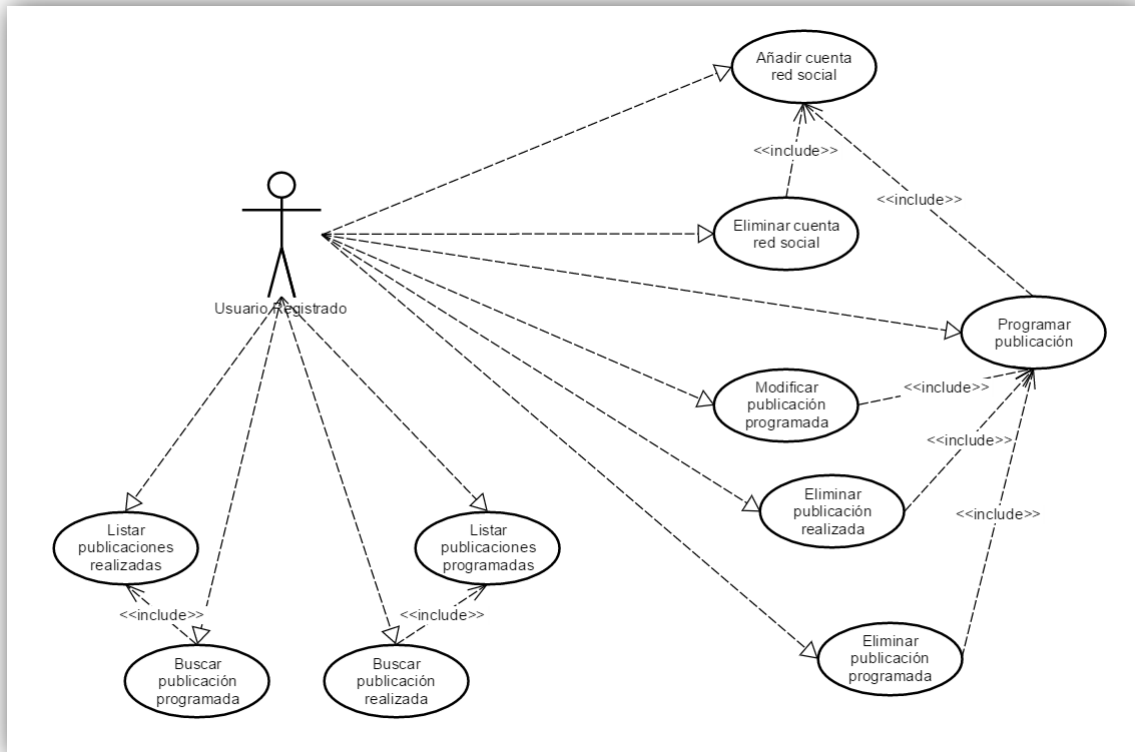 Añadir cuenta
red social
<<include>>
<<include>>
Eliminar cuenta
red social
Usuario Registrado
Programar
publicación
Modificar
publicación
programada
<<include>>
<<include>>
Eliminar
publicación
realizada
<<include>>
Listar
publicaciones
realizadas
Listar
publicaciones
programadas
<<include>>
<<include>>
Buscar
publicación
programada
Buscar
publicación
realizada
Eliminar
publicación
programada